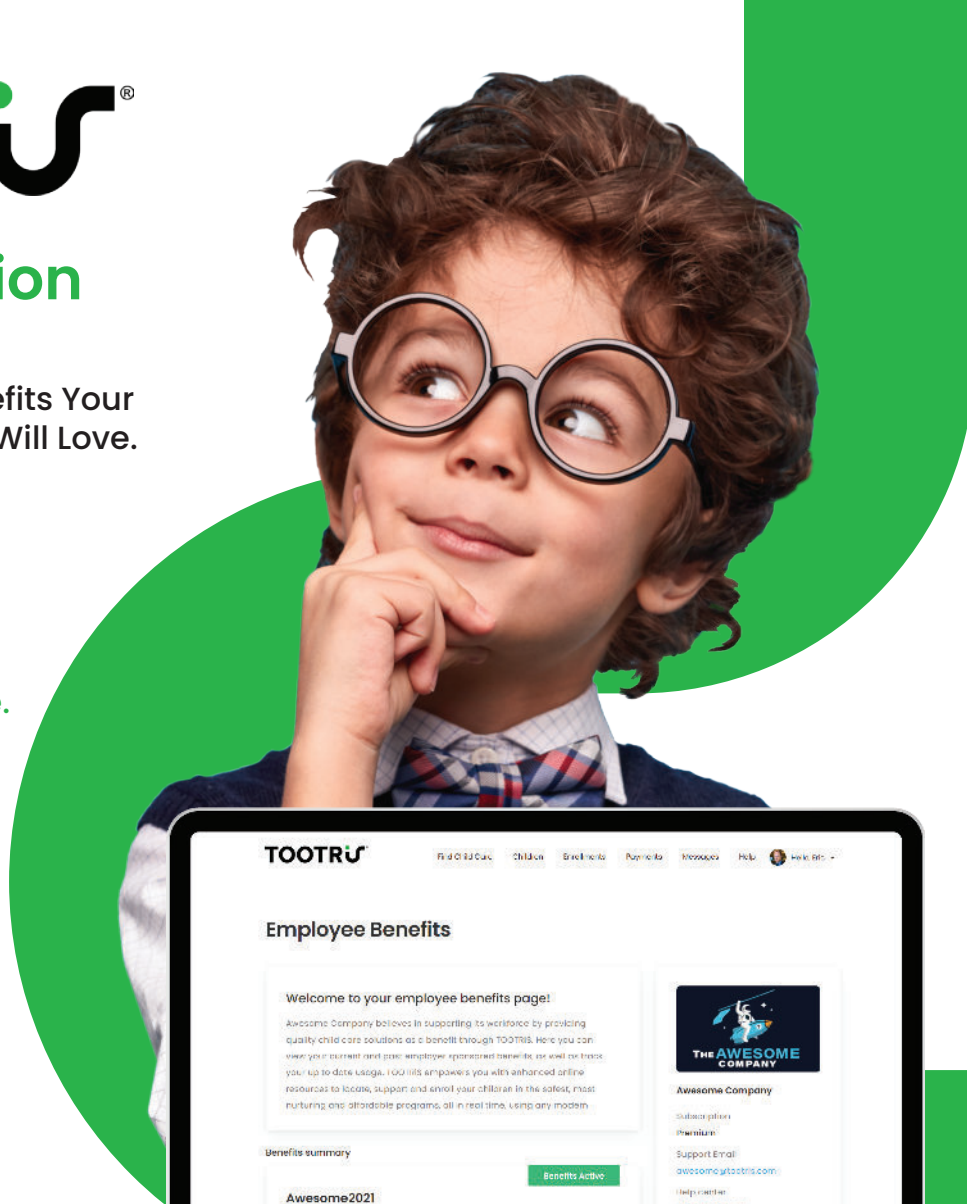 ®
ion
efits Your
Will Love.
.
TOOTRiS
Find Child Care Children Enrollments Payments Messages Help Hello, Eric
Employee Benefits
Welcome to your employee benefits page!
Awesome Company believes in supporting its workforce by providing
quality child care solutions as a benefit through TOOTRIS. Here you can
view your current and past employer sponsored benefits, as well as track
your up to date usage. TOOTRIS empowers you with enhanced online
resources to locate, support and enroll your children in the safest, most
nurturing and affordable programs, all in real time, using any modern
THE AWESOME
COMPANY
Awesome Company
Subscription
Premium
Support Email
awesome@tootris.com
Help center
Benefits summary
Benefits Active
Awesome2021